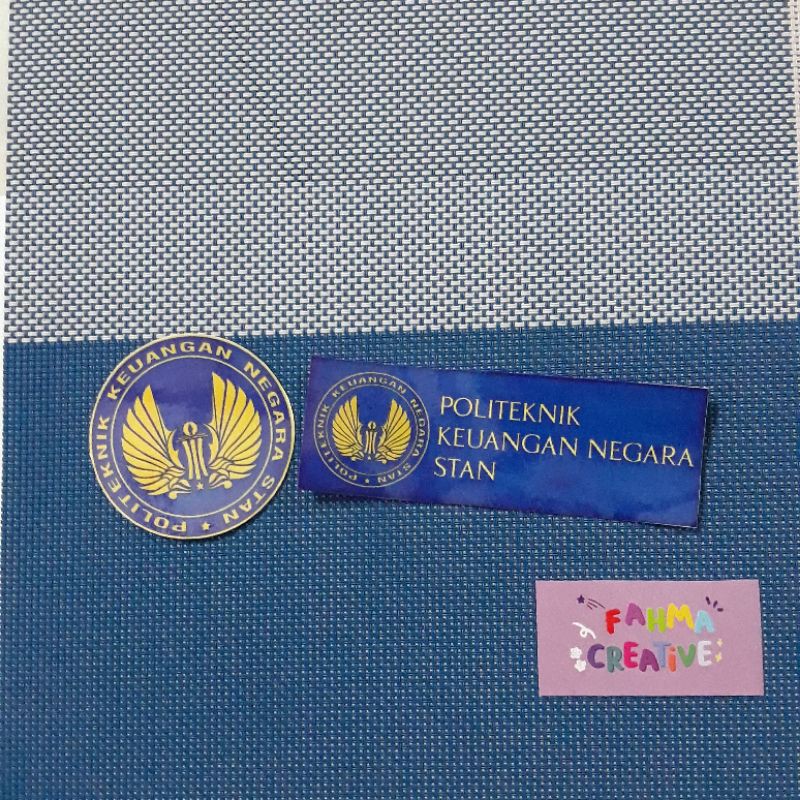 POLITEKNIK KEUANGAN NEGARA STAN
POLITEKNIK KEUANGAN NEGARA STAN
POLITEKNIK
KEUANGAN NEGARA
STAN
FAHMA
CREATIVE